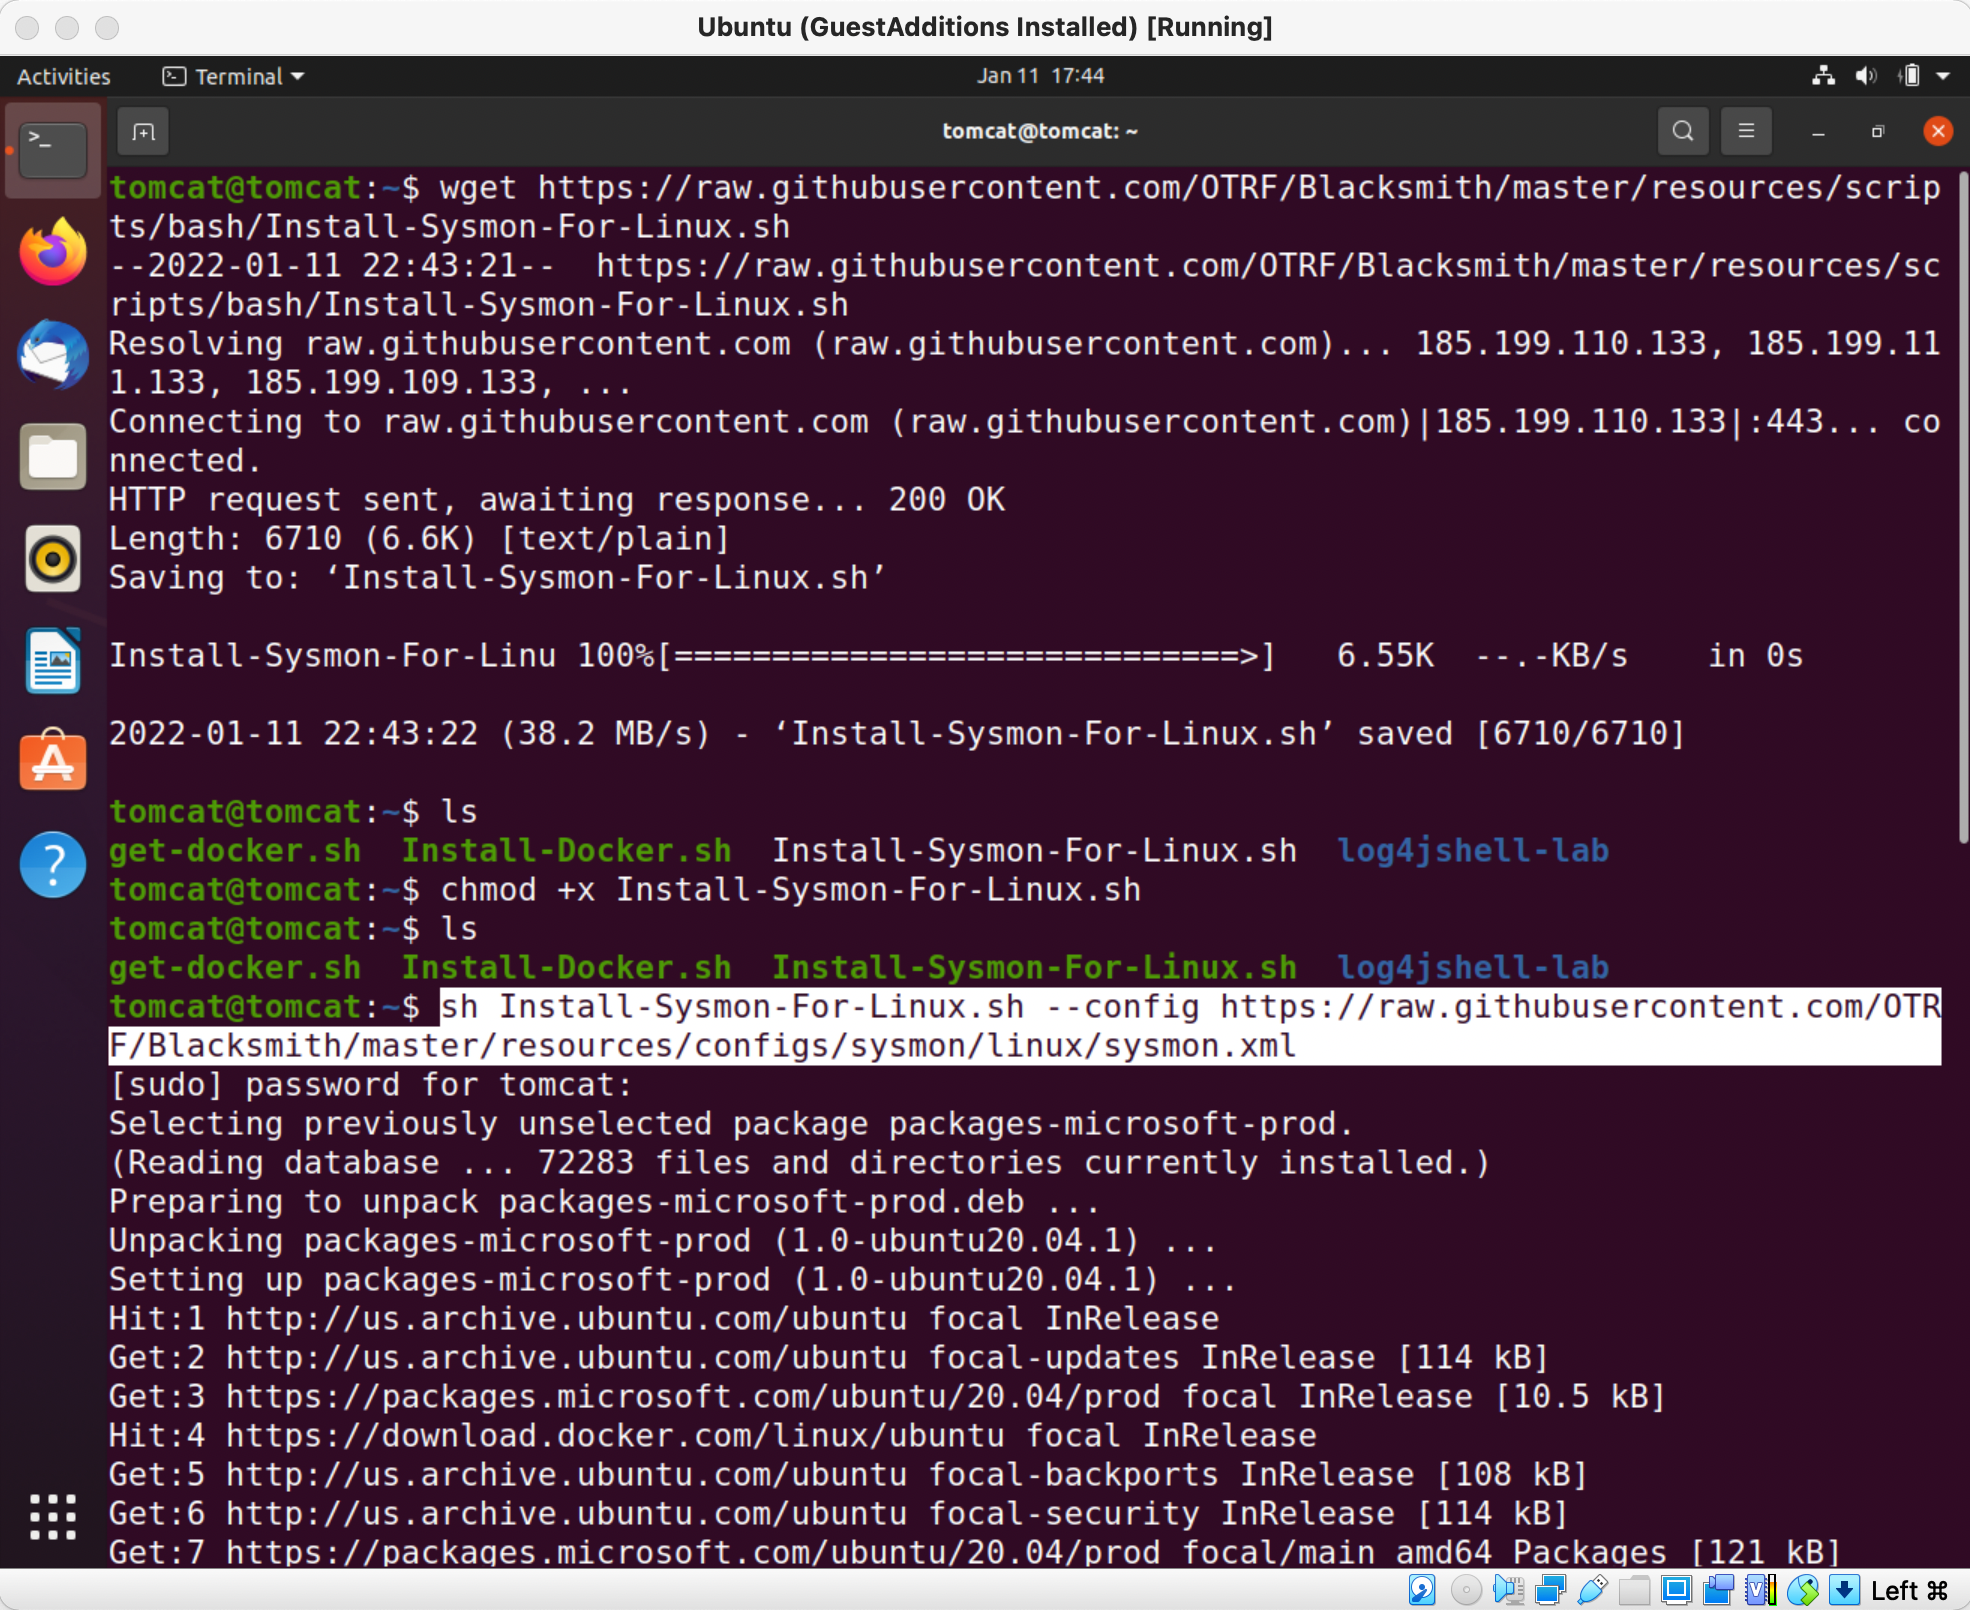 Ubuntu (GuestAdditions Installed) [Running]
Activities
Terminal
Jan 11  17:44
tomcat@tomcat: ~
tomcat@tomcat:~$ wget https://raw.githubusercontent.com/OTRF/Blacksmith/master/resources/scrip
ts/bash/Install-Sysmon-For-Linux.sh
--2022-01-11 22:43:21--  https://raw.githubusercontent.com/OTRF/Blacksmith/master/resources/sc
ripts/bash/Install-Sysmon-For-Linux.sh
Resolving raw.githubusercontent.com (raw.githubusercontent.com)... 185.199.110.133, 185.199.11
1.133, 185.199.109.133, ...
Connecting to raw.githubusercontent.com (raw.githubusercontent.com)|185.199.110.133|:443... co
nnected.
HTTP request sent, awaiting response... 200 OK
Length: 6710 (6.6K) [text/plain]
Saving to: ‘Install-Sysmon-For-Linux.sh’
Install-Sysmon-For-Linu 100%[=============================>]   6.55K  --.-KB/s    in 0s
2022-01-11 22:43:22 (38.2 MB/s) - ‘Install-Sysmon-For-Linux.sh’ saved [6710/6710]
tomcat@tomcat:~$ ls
get-docker.sh  Install-Docker.sh  Install-Sysmon-For-Linux.sh  log4jshell-lab
tomcat@tomcat:~$ chmod +x Install-Sysmon-For-Linux.sh
tomcat@tomcat:~$ ls
get-docker.sh  Install-Docker.sh  Install-Sysmon-For-Linux.sh  log4jshell-lab
tomcat@tomcat:~$ sh Install-Sysmon-For-Linux.sh --config https://raw.githubusercontent.com/OTR
F/Blacksmith/master/resources/configs/sysmon/linux/sysmon.xml
[sudo] password for tomcat:
Selecting previously unselected package packages-microsoft-prod.
(Reading database ... 72283 files and directories currently installed.)
Preparing to unpack packages-microsoft-prod.deb ...
Unpacking packages-microsoft-prod (1.0-ubuntu20.04.1) ...
Setting up packages-microsoft-prod (1.0-ubuntu20.04.1) ...
Hit:1 http://us.archive.ubuntu.com/ubuntu focal InRelease
Get:2 http://us.archive.ubuntu.com/ubuntu focal-updates InRelease [114 kB]
Get:3 https://packages.microsoft.com/ubuntu/20.04/prod focal InRelease [10.5 kB]
Hit:4 https://download.docker.com/linux/ubuntu focal InRelease
Get:5 http://us.archive.ubuntu.com/ubuntu focal-backports InRelease [108 kB]
Get:6 http://us.archive.ubuntu.com/ubuntu focal-security InRelease [114 kB]
Get:7 https://packages.microsoft.com/ubuntu/20.04/prod focal/main amd64 Packages [121 kB]
Left ⌘